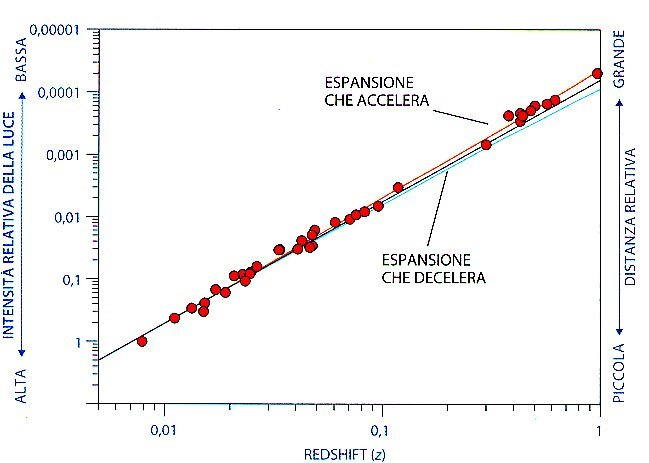 0,00001
0,0001
0,001
0,01
0,1
1
BASSA
INTENSITÀ RELATIVA DELLA LUCE
ALTA
ESPANSIONE
CHE ACCELERA
ESPANSIONE
CHE DECELERA
GRANDE
DISTANZA RELATIVA
PICCOLA
0,01
0,1
1
REDSHIFT (z)